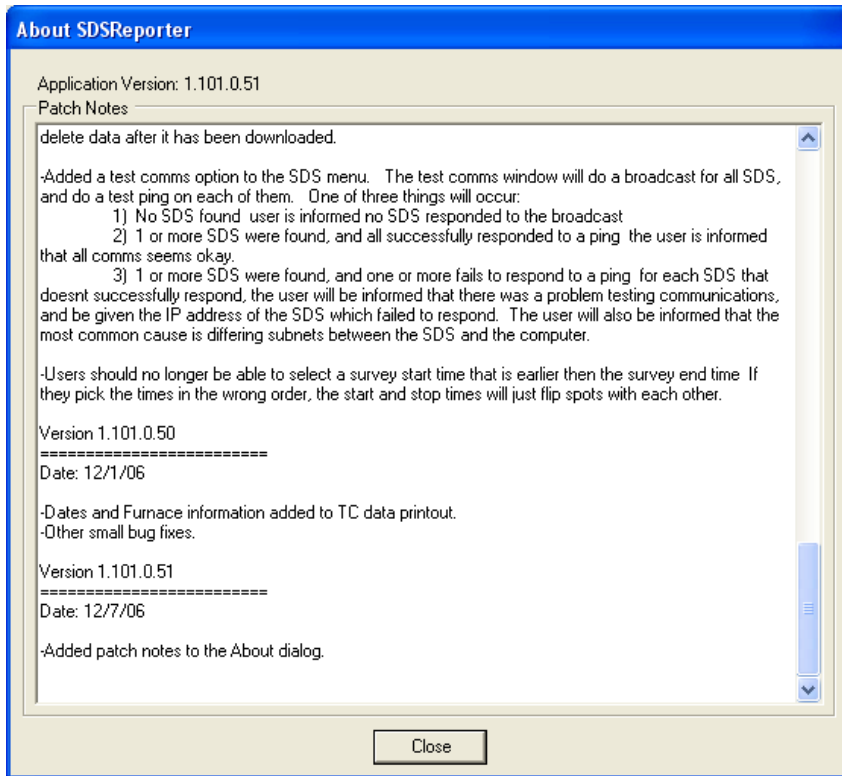 About SDSReporter
Application Version: 1.101.0.51
Patch Notes
delete data after it has been downloaded.
-Added a test comms option to the SDS menu.   The test comms window will do a broadcast for all SDS,
and do a test ping on each of them.   One of three things will occur:
1)  No SDS found  user is informed no SDS responded to the broadcast
2)  1 or more SDS were found, and all successfully responded to a ping  the user is informed
that all comms seems okay.
3)  1 or more SDS were found, and one or more fails to respond to a ping  for each SDS that
doesnt successfully respond, the user will be informed that there was a problem testing communications,
and be given the IP address of the SDS which failed to respond.  The user will also be informed that the
most common cause is differing subnets between the SDS and the computer.
-Users should no longer be able to select a survey start time that is earlier then the survey end time  If
they pick the times in the wrong order, the start and stop times will just flip spots with each other.
Version 1.101.0.50
==========================
Date: 12/1/06
-Dates and Furnace information added to TC data printout.
-Other small bug fixes.
Version 1.101.0.51
==========================
Date: 12/7/06
-Added patch notes to the About dialog.
Close